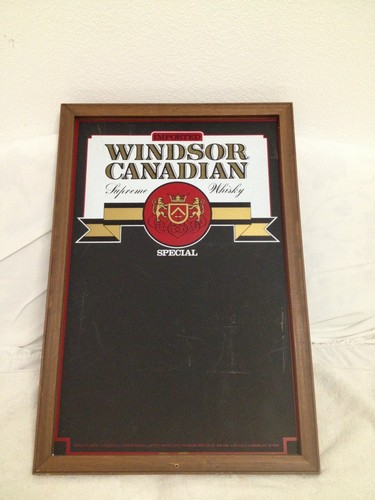 IMPORTED
WINDSOR
CANADIAN
Supreme Whisky
SPECIAL